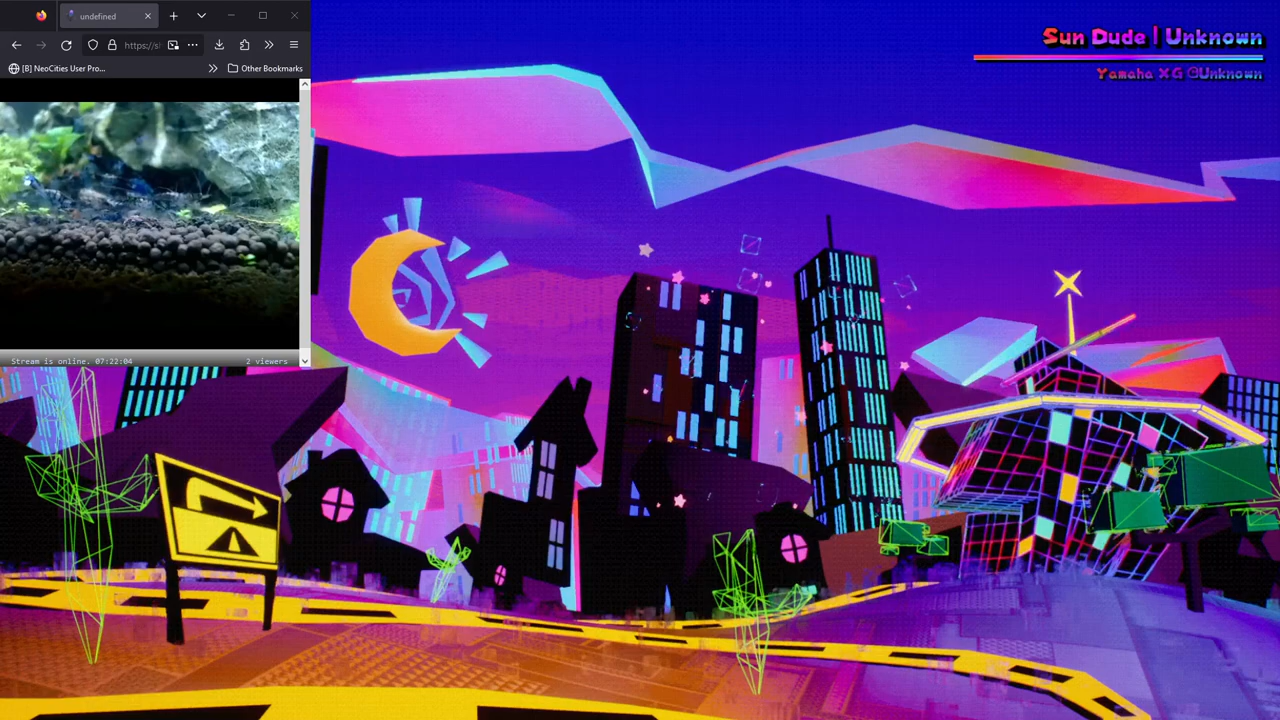 undefined
https://s
[B] NeoCities User Pro...
Other Bookmarks
Stream is online. 07:22:04
2 viewers
Sun Dude | Unknown
Yamaha XG @Unknown